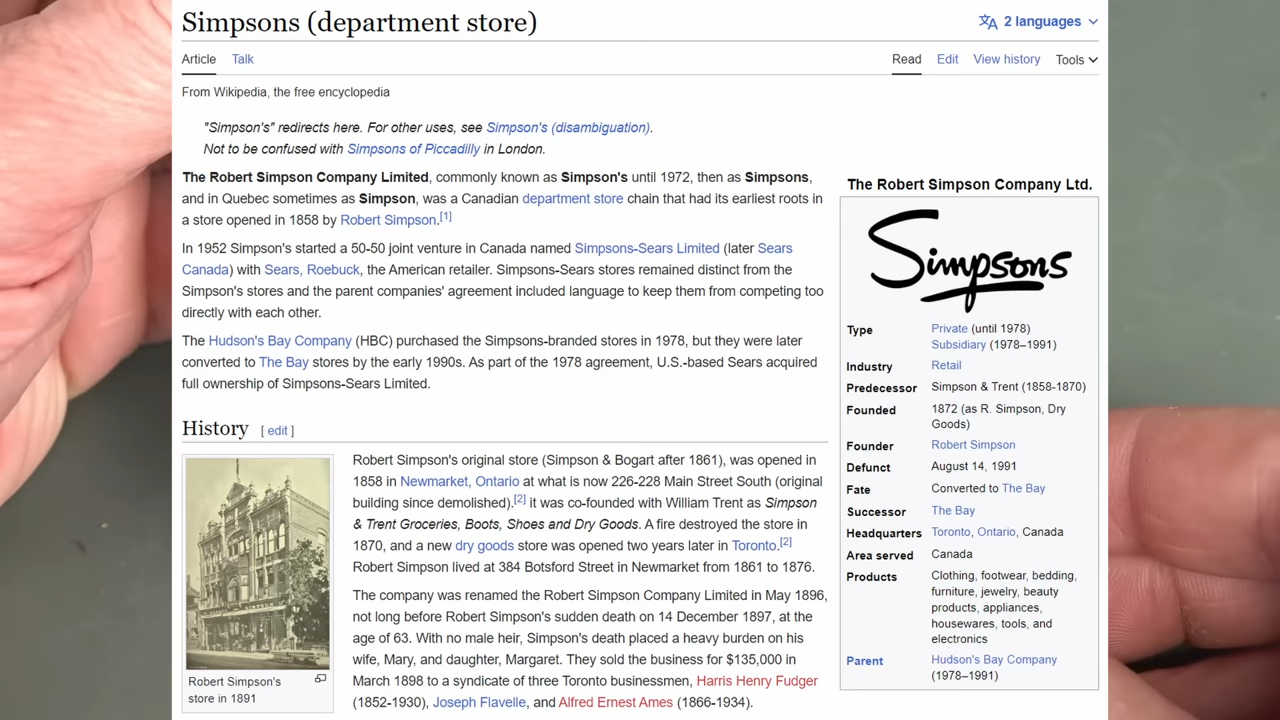 Simpsons (department store)
2 languages
Article Talk Read Edit View history Tools
From Wikipedia, the free encyclopedia
"Simpson's" redirects here. For other uses, see Simpson's (disambiguation).
Not to be confused with Simpsons of Piccadilly in London.
The Robert Simpson Company Limited, commonly known as Simpson's until 1972, then as Simpsons,
and in Quebec sometimes as Simpson, was a Canadian department store chain that had its earliest roots in
a store opened in 1858 by Robert Simpson.[1]
In 1952 Simpson's started a 50-50 joint venture in Canada named Simpsons-Sears Limited (later Sears
Canada) with Sears, Roebuck, the American retailer. Simpsons-Sears stores remained distinct from the
Simpson's stores and the parent companies' agreement included language to keep them from competing too
directly with each other.
The Hudson's Bay Company (HBC) purchased the Simpsons-branded stores in 1978, but they were later
converted to The Bay stores by the early 1990s. As part of the 1978 agreement, U.S.-based Sears acquired
full ownership of Simpsons-Sears Limited.
History [ edit ]
Robert Simpson's
store in 1891
Robert Simpson's original store (Simpson & Bogart after 1861), was opened in
1858 in Newmarket, Ontario at what is now 226-228 Main Street South (original
building since demolished).[2] it was co-founded with William Trent as Simpson
& Trent Groceries, Boots, Shoes and Dry Goods. A fire destroyed the store in
1870, and a new dry goods store was opened two years later in Toronto.[2]
Robert Simpson lived at 384 Botsford Street in Newmarket from 1861 to 1876.
The company was renamed the Robert Simpson Company Limited in May 1896,
not long before Robert Simpson's sudden death on 14 December 1897, at the
age of 63. With no male heir, Simpson's death placed a heavy burden on his
wife, Mary, and daughter, Margaret. They sold the business for $135,000 in
March 1898 to a syndicate of three Toronto businessmen, Harris Henry Fudger
(1852-1930), Joseph Flavelle, and Alfred Ernest Ames (1866-1934).
The Robert Simpson Company Ltd.
Simpsons
Type Private (until 1978)
Subsidiary (1978–1991)
Industry Retail
Predecessor Simpson & Trent (1858-1870)
Founded 1872 (as R. Simpson, Dry
Goods)
Founder Robert Simpson
Defunct August 14, 1991
Fate Converted to The Bay
Successor The Bay
Headquarters Toronto, Ontario, Canada
Area served Canada
Products Clothing, footwear, bedding,
furniture, jewelry, beauty
products, appliances,
housewares, tools, and
electronics
Parent Hudson's Bay Company
(1978–1991)